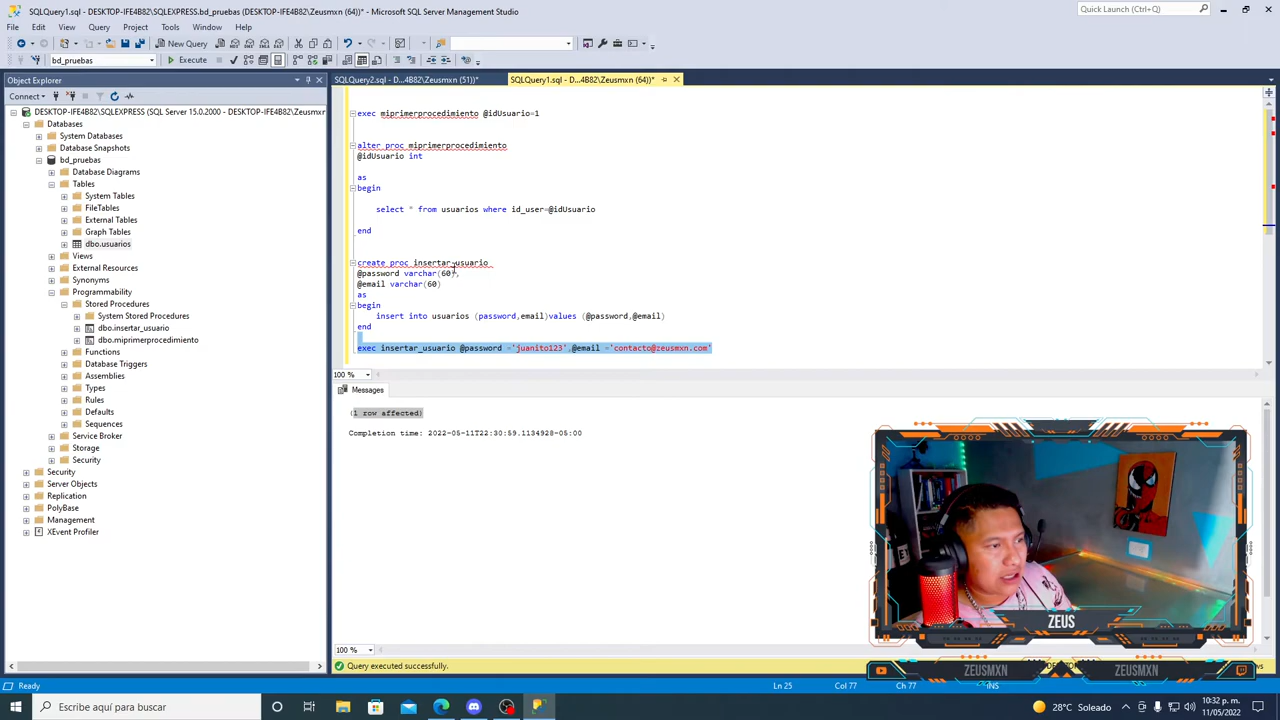 SQLQuery1.sql - DESKTOP-IFE4B82\SQLEXPRESS.bd_pruebas (DESKTOP-IFE4B82\Zeusmxn (64))* - Microsoft SQL Server Management Studio
Quick Launch (Ctrl+Q)
File Edit View Query Project Tools Window Help
New Query
bd_pruebas Execute
Object Explorer
SQLQuery2.sql - D...4B82\Zeusmxn (51))* SQLQuery1.sql - D...4B82\Zeusmxn (64))*
Connect
DESKTOP-IFE4B82\SQLEXPRESS (SQL Server 15.0.2000 - DESKTOP-IFE4B82\Zeusmxn
Databases
System Databases
Database Snapshots
bd_pruebas
Database Diagrams
Tables
System Tables
FileTables
External Tables
Graph Tables
dbo.usuarios
Views
External Resources
Synonyms
Programmability
Stored Procedures
System Stored Procedures
dbo.insertar_usuario
dbo.miprimerprocedimiento
Functions
Database Triggers
Assemblies
Types
Rules
Defaults
Sequences
Service Broker
Storage
Security
Security
Server Objects
Replication
PolyBase
Management
XEvent Profiler
exec miprimerprocedimiento @idUsuario=1
alter proc miprimerprocedimiento
@idUsuario int
as
begin
select * from usuarios where id_user=@idUsuario
end
create proc insertar_usuario
@password varchar(60),
@email varchar(60)
as
begin
insert into usuarios (password,email)values (@password,@email)
end
exec insertar_usuario @password ='juanito123',@email ='contacto@zeusmxn.com'
100 %
Messages
(1 row affected)
Completion time: 2022-05-11T22:30:59.1134928-05:00
ZEUS
100 %
Query executed successfully.
ZEUSMXN ZEUSMXN
Ready Ln 25 Col 77 Ch 77 INS
Escribe aquí para buscar
28°C Soleado
10:32 p. m.
11/05/2022